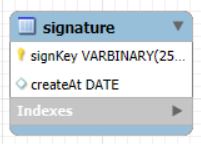 signature
signKey VARBINARY(25...
createAt DATE
Indexes